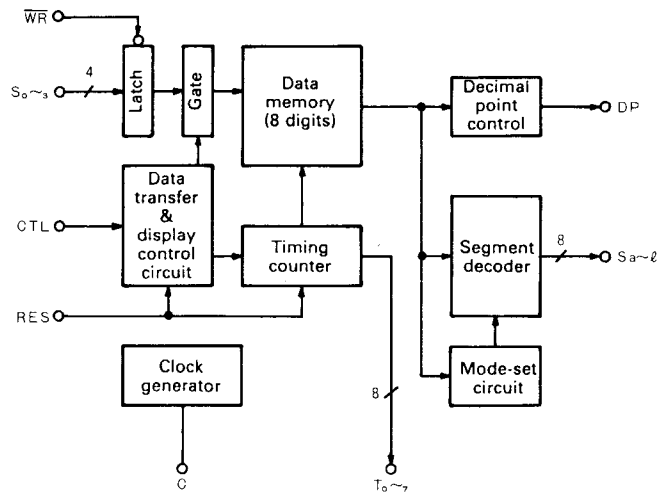 W̅R̅
4
S₀~₃
Latch
Gate
Data
memory
(8 digits)
Decimal
point
control
DP
Data
transfer
&
display
control
circuit
CTL
Timing
counter
Segment
decoder
8
Sa~ℓ
RES
Clock
generator
Mode-set
circuit
8
C
T₀~₇